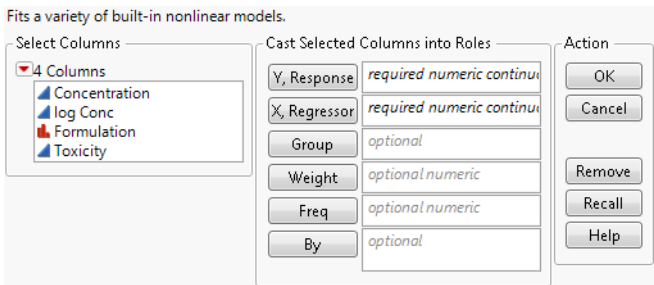 Fits a variety of built-in nonlinear models.
Select Columns
4 Columns
Concentration
log Conc
Formulation
Toxicity
Cast Selected Columns into Roles
Y, Response
required numeric continu
X, Regressor
required numeric continu
Group
optional
Weight
optional numeric
Freq
optional numeric
By
optional
Action
OK
Cancel
Remove
Recall
Help